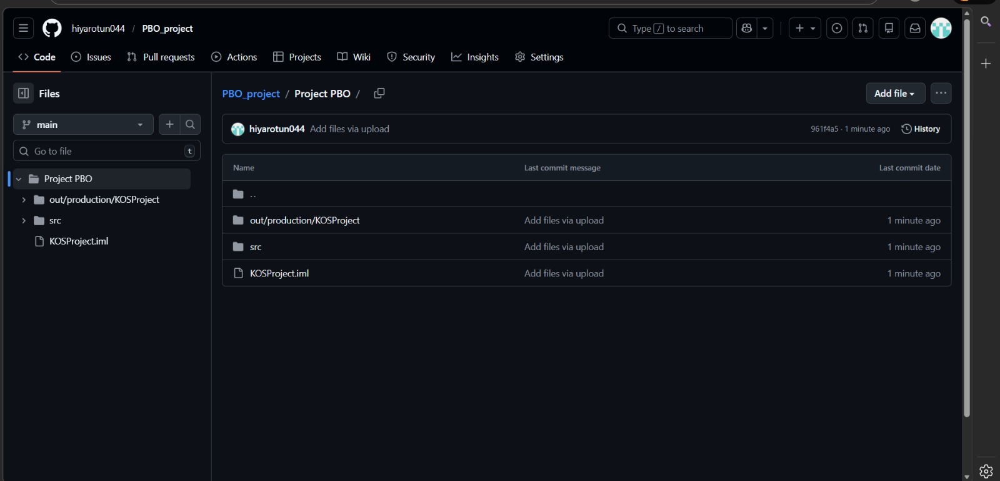 hiyarotun044 / PBO_project
Type / to search
Code Issues Pull requests Actions Projects Wiki Security Insights Settings
Files
main
Go to file t
Project PBO
out/production/KOSProject
src
KOSProject.iml
PBO_project / Project PBO /
Add file
hiyarotun044 Add files via upload 961f4a5 · 1 minute ago History
Name Last commit message Last commit date
..
out/production/KOSProject Add files via upload 1 minute ago
src Add files via upload 1 minute ago
KOSProject.iml Add files via upload 1 minute ago